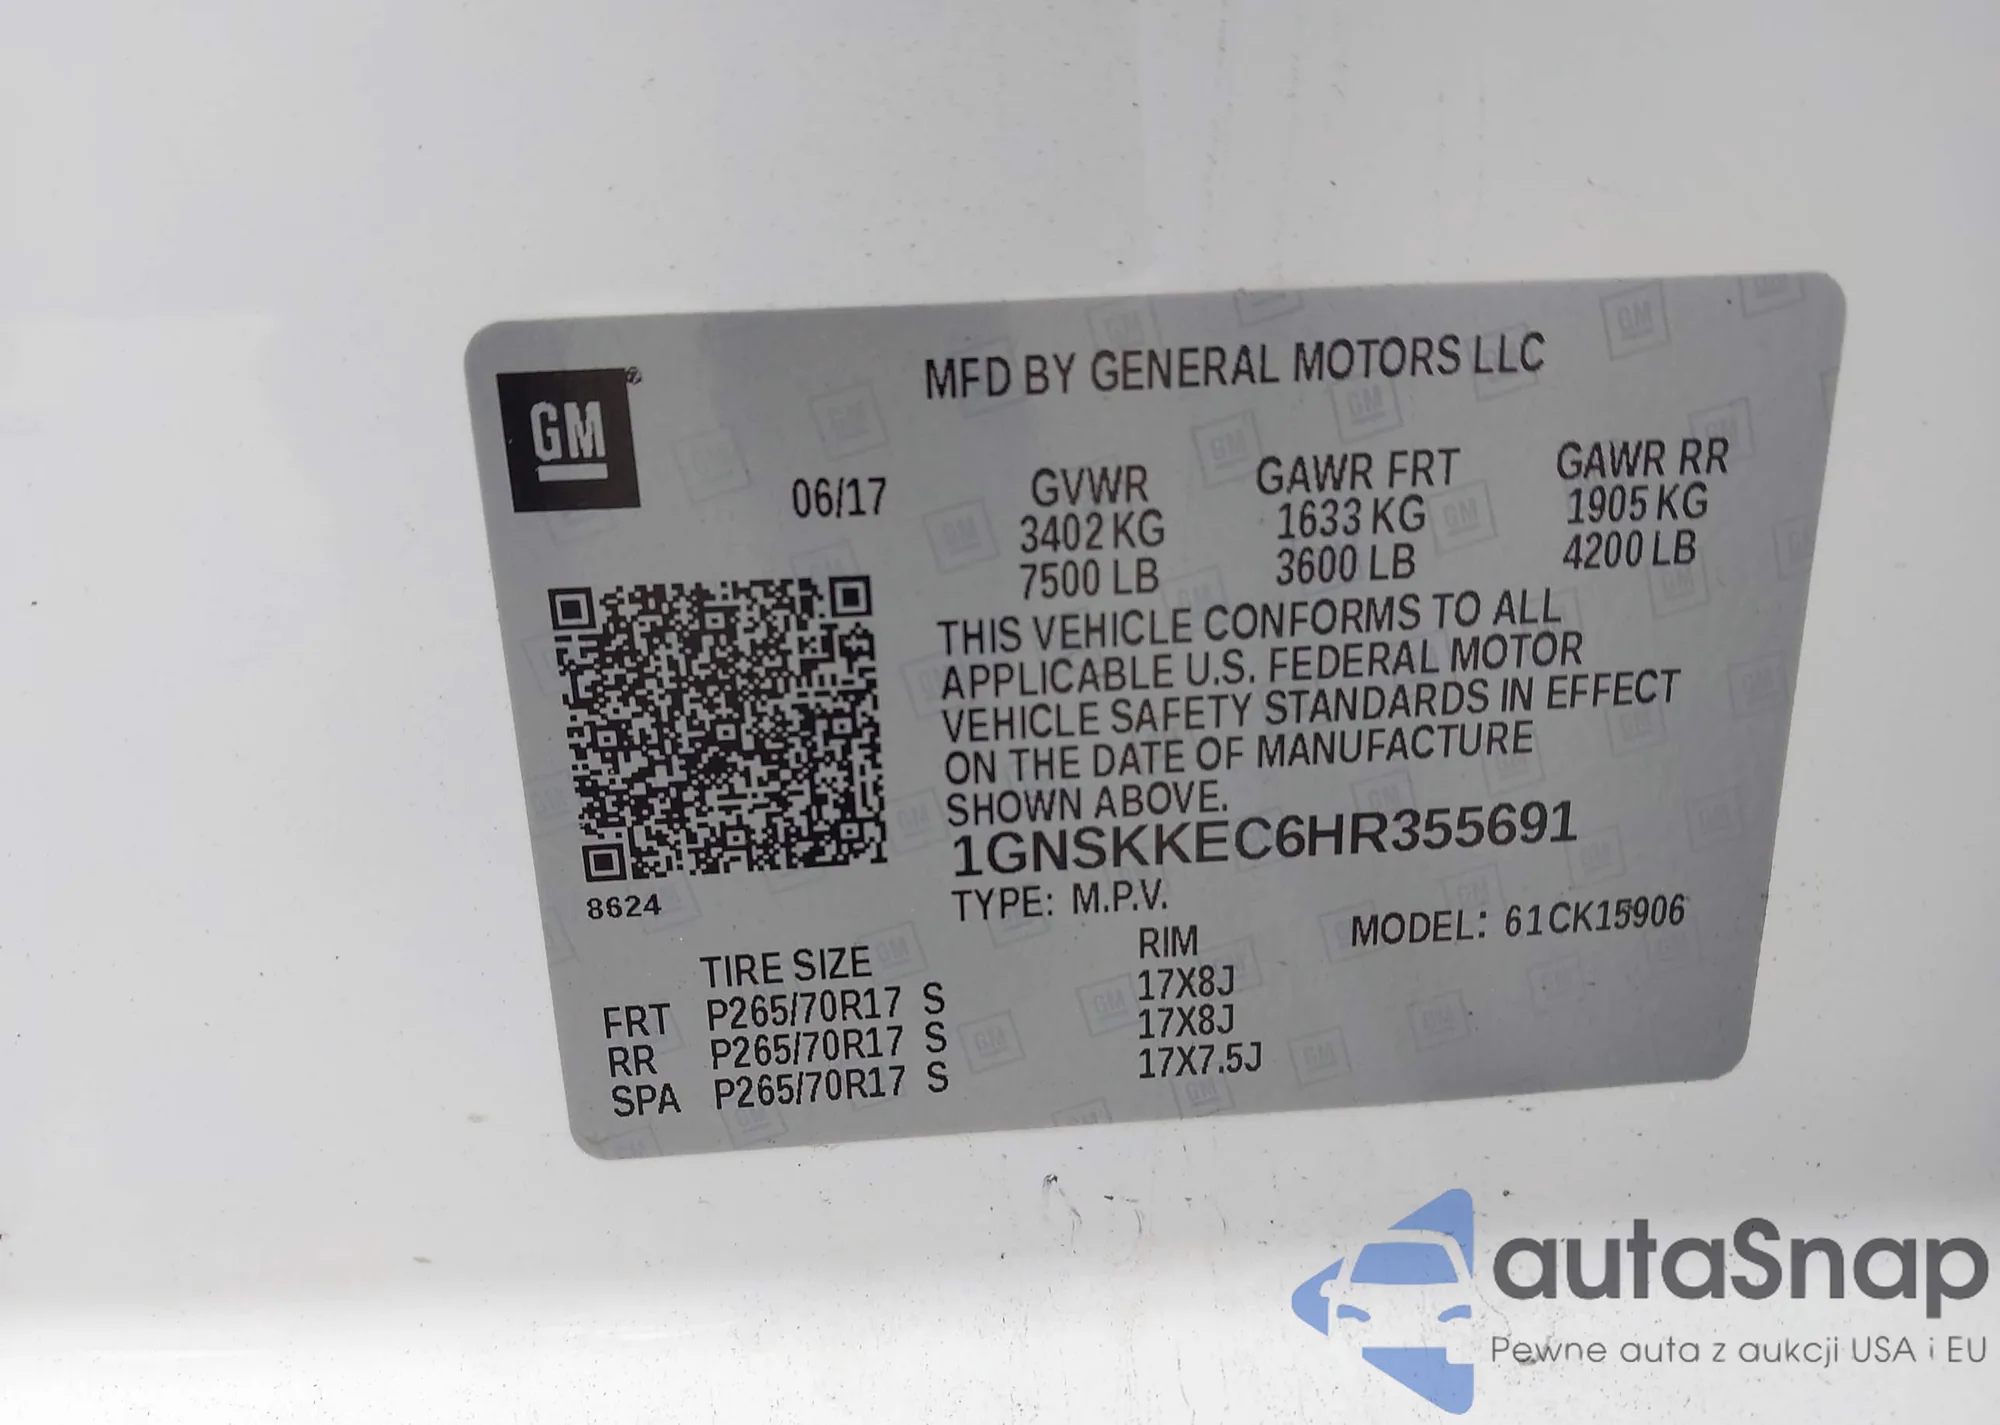 MFD BY GENERAL MOTORS LLC
GM
®
06/17
GVWR GAWR FRT GAWR RR
3402 KG 1633 KG 1905 KG
7500 LB 3600 LB 4200 LB
THIS VEHICLE CONFORMS TO ALL
APPLICABLE U.S. FEDERAL MOTOR
VEHICLE SAFETY STANDARDS IN EFFECT
ON THE DATE OF MANUFACTURE
SHOWN ABOVE.
1GNSKKEC6HR355691
8624
TYPE: M.P.V. MODEL: 61CK15906
TIRE SIZE RIM
FRT P265/70R17 S 17X8J
RR P265/70R17 S 17X8J
SPA P265/70R17 S 17X7.5J
autaSnap
Pewne auta z aukcji USA i EU